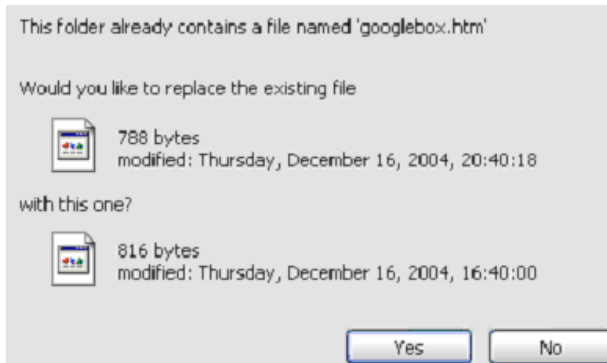 This folder already contains a file named 'googlebox.htm'
Would you like to replace the existing file
788 bytes
modified: Thursday, December 16, 2004, 20:40:18
with this one?
816 bytes
modified: Thursday, December 16, 2004, 16:40:00
Yes No